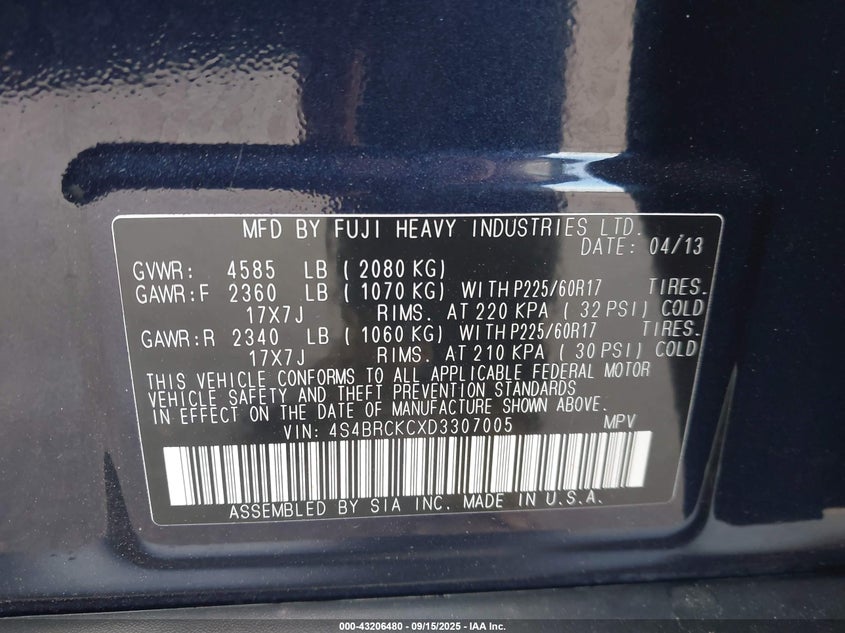 MFD BY FUJI HEAVY INDUSTRIES LTD.
DATE: 04/13
GVWR: 4585 LB ( 2080 KG)
GAWR:F 2360 LB ( 1070 KG) WITH P225/60R17 TIRES.
17X7J RIMS. AT 220 KPA ( 32 PSI) COLD
GAWR:R 2340 LB ( 1060 KG) WITH P225/60R17 TIRES.
17X7J RIMS. AT 210 KPA ( 30 PSI) COLD
THIS VEHICLE CONFORMS TO ALL APPLICABLE FEDERAL MOTOR
VEHICLE SAFETY AND THEFT PREVENTION STANDARDS
IN EFFECT ON THE DATE OF MANUFACTURE SHOWN ABOVE.
VIN: 4S4BRCKCXD3307005 MPV
ASSEMBLED BY SIA INC. MADE IN U.S.A.
000-43206480 - 09/15/2025 - IAA Inc.